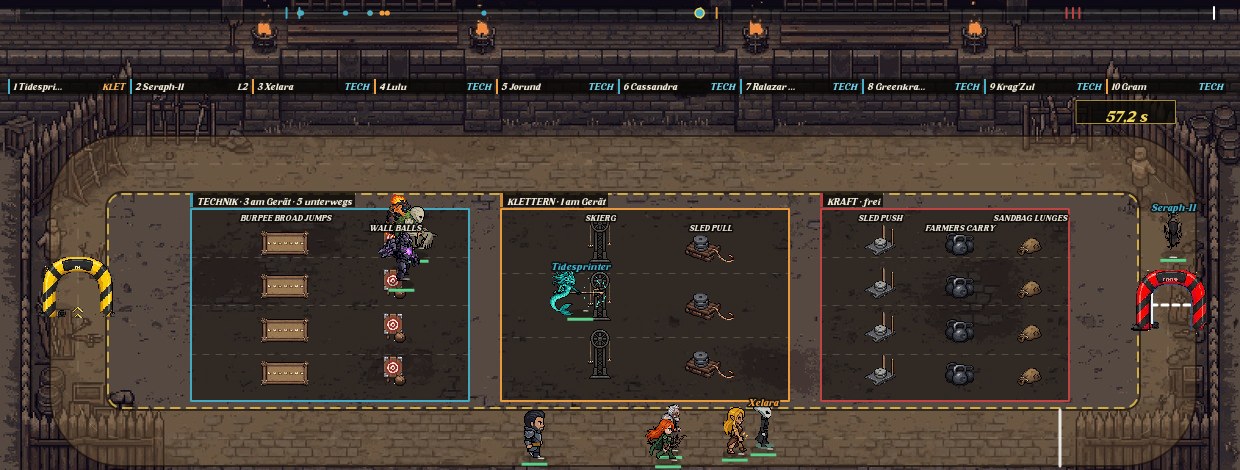 1 Tidespri... KLET 2 Seraph-II L2 3 Xelara TECH 4 Lulu TECH 5 Jorund TECH 6 Cassandra TECH 7 Ralazar ... TECH 8 Greenkra... TECH 9 Krag'Zul TECH 10 Gram TECH
57,2 s
TECHNIK · 3 am Gerät · 5 unterwegs
KLETTERN · 1 am Gerät
KRAFT · frei
BURPEE BROAD JUMPS
WALL BALLS
SKIERG
SLED PULL
SLED PUSH
FARMERS CARRY
SANDBAG LUNGES
Seraph-II
Tidesprinter
Xelara